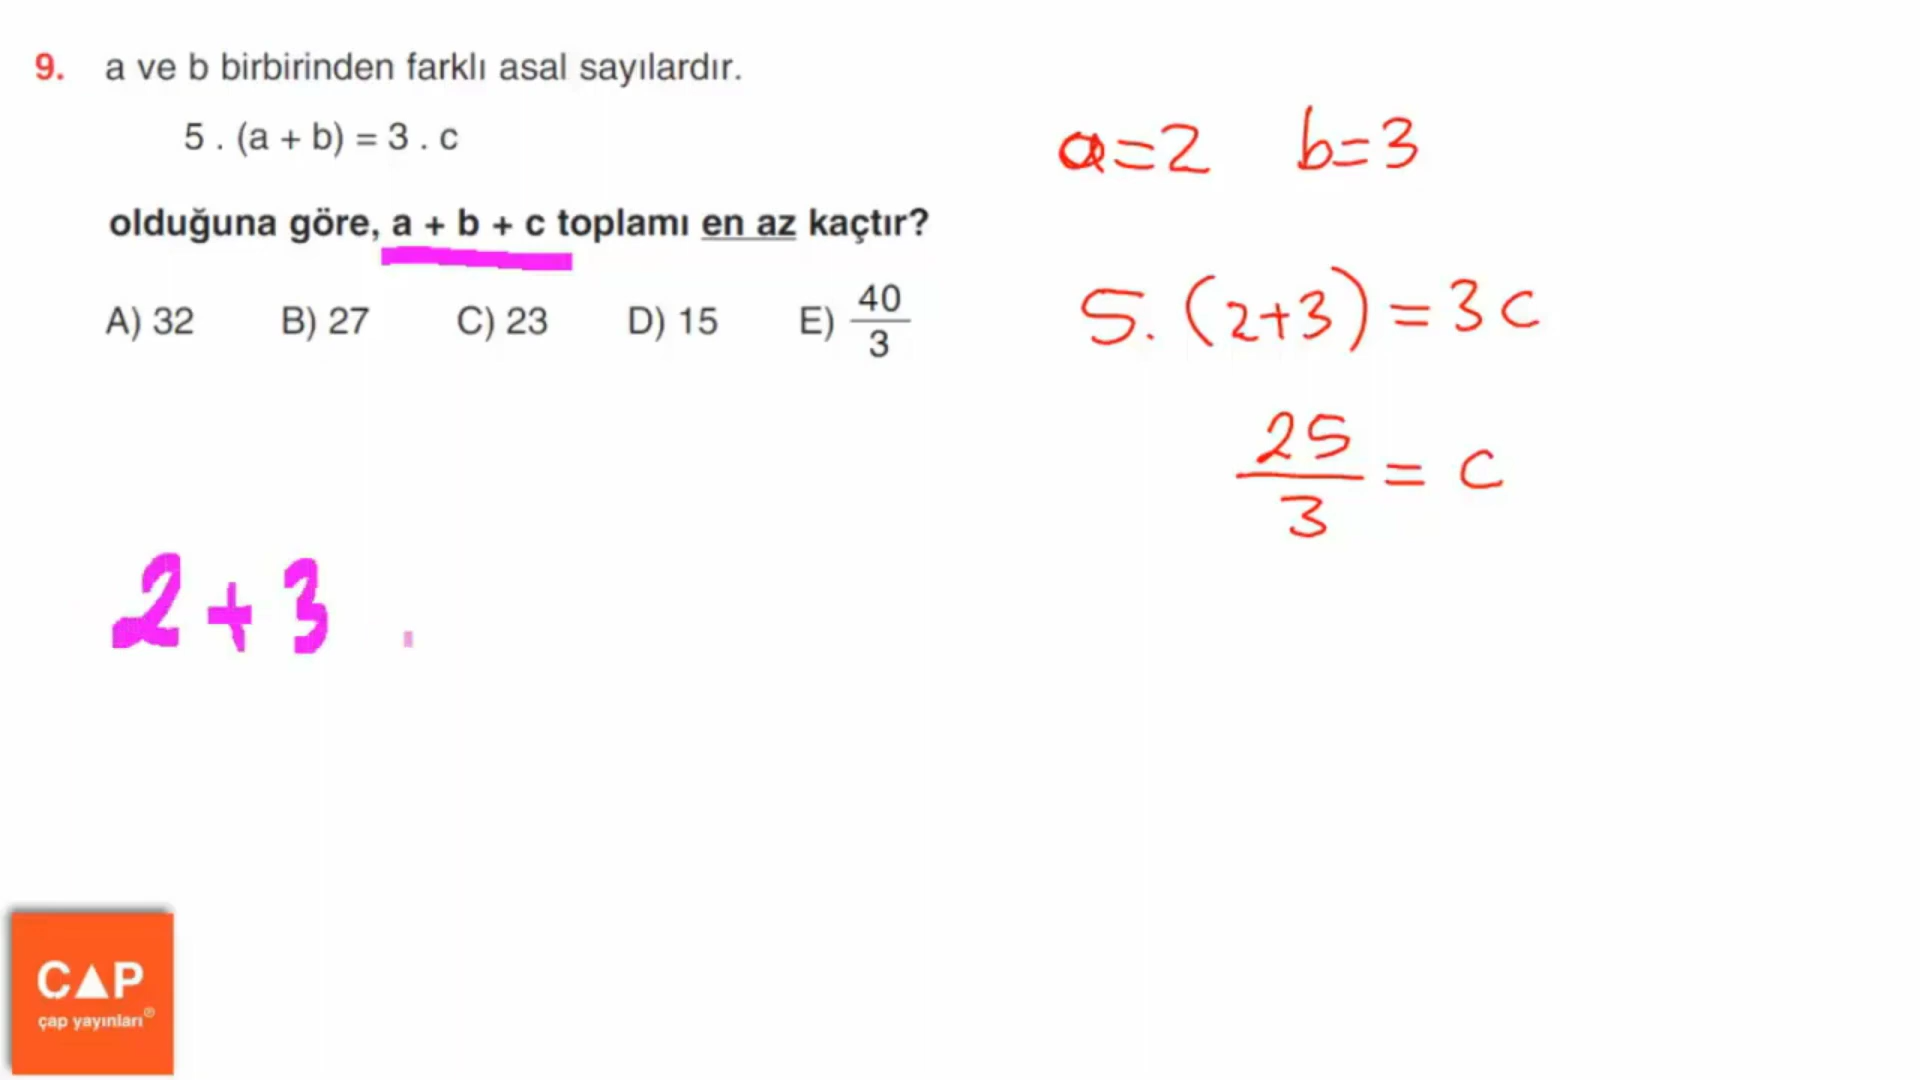 9. a ve b birbirinden farklı asal sayılardır.
5 . (a + b) = 3 . c
olduğuna göre, a + b + c toplamı en az kaçtır?
A) 32 B) 27 C) 23 D) 15 E) 40/3
a=2 b=3
5. (2+3) = 3c
25/3 = c
2+3
CAP
çap yayınları®